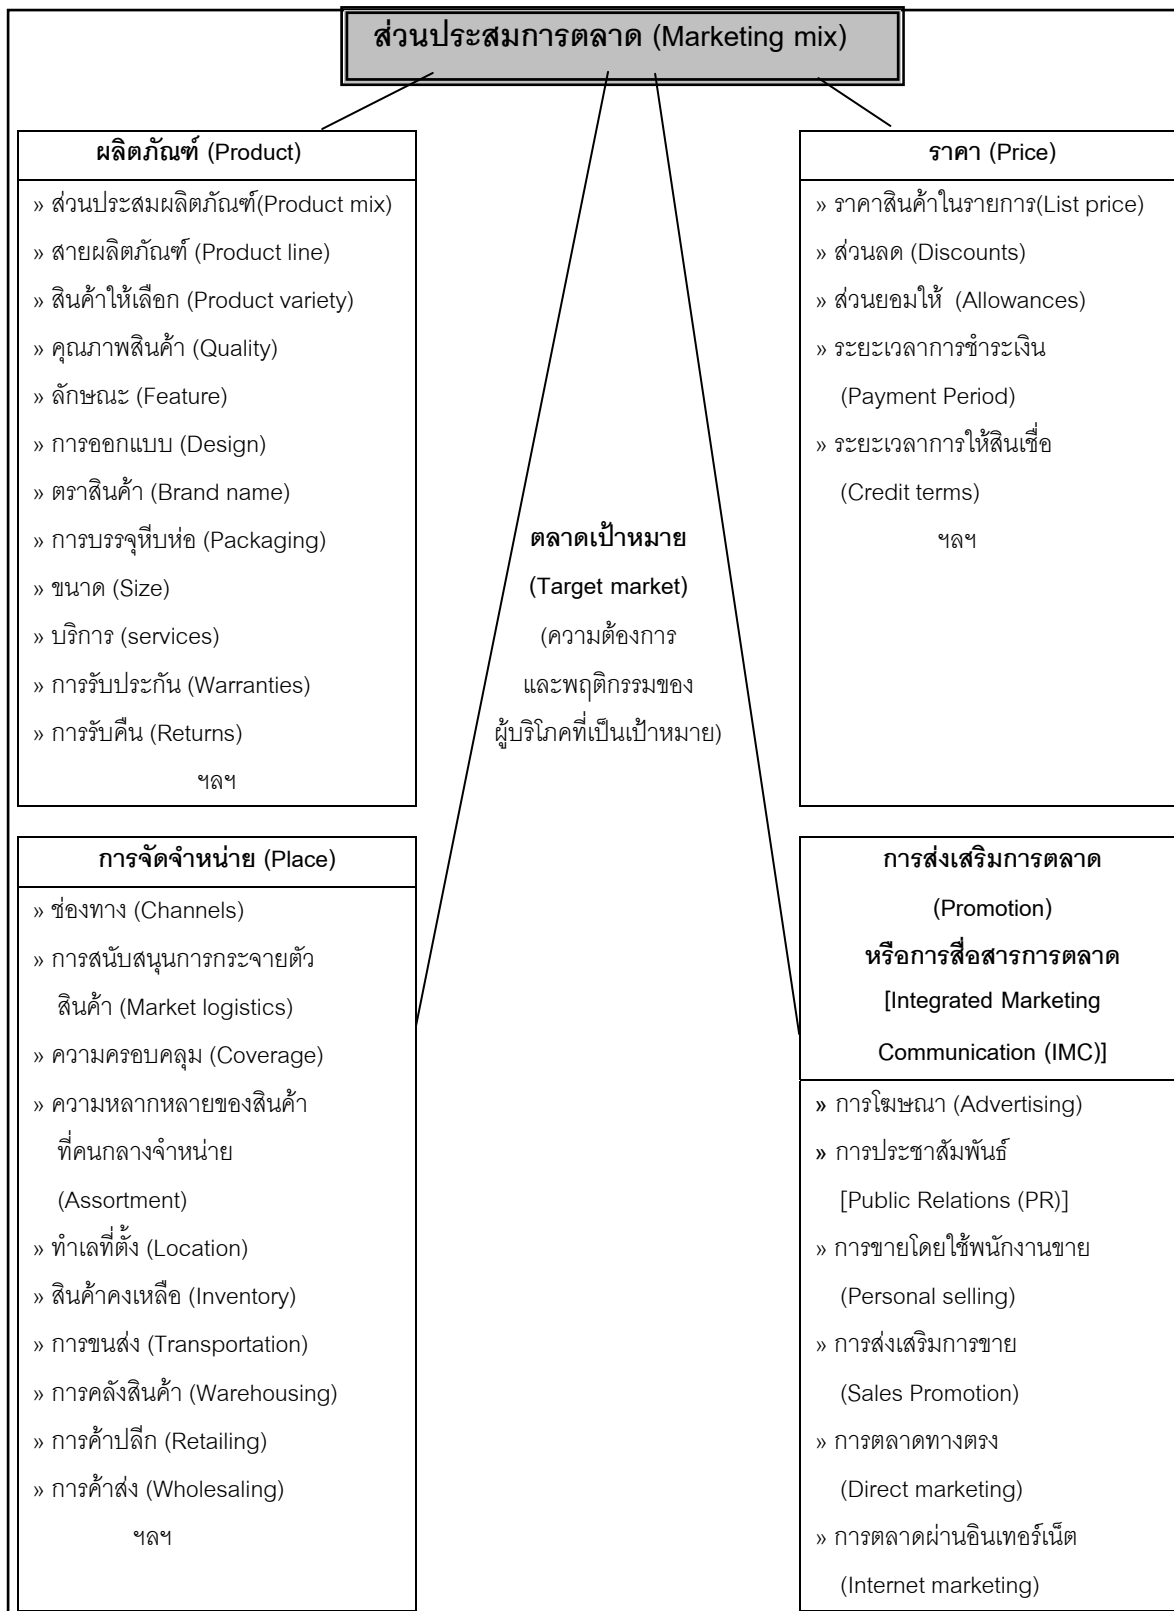 ส่วนประสมการตลาด (Marketing mix)
ผลิตภัณฑ์ (Product)
» ส่วนประสมผลิตภัณฑ์(Product mix)
» สายผลิตภัณฑ์ (Product line)
» สินค้าให้เลือก (Product variety)
» คุณภาพสินค้า (Quality)
» ลักษณะ (Feature)
» การออกแบบ (Design)
» ตราสินค้า (Brand name)
» การบรรจุหีบห่อ (Packaging)
» ขนาด (Size)
» บริการ (services)
» การรับประกัน (Warranties)
» การรับคืน (Returns)
ฯลฯ
ราคา (Price)
» ราคาสินค้าในรายการ(List price)
» ส่วนลด (Discounts)
» ส่วนยอมให้ (Allowances)
» ระยะเวลาการชำระเงิน
(Payment Period)
» ระยะเวลาการให้สินเชื่อ
(Credit terms)
ฯลฯ
ตลาดเป้าหมาย
(Target market)
(ความต้องการ
และพฤติกรรมของ
ผู้บริโภคที่เป็นเป้าหมาย)
การจัดจำหน่าย (Place)
» ช่องทาง (Channels)
» การสนับสนุนการกระจายตัว
สินค้า (Market logistics)
» ความครอบคลุม (Coverage)
» ความหลากหลายของสินค้า
ที่คนกลางจำหน่าย
(Assortment)
» ทำเลที่ตั้ง (Location)
» สินค้าคงเหลือ (Inventory)
» การขนส่ง (Transportation)
» การคลังสินค้า (Warehousing)
» การค้าปลีก (Retailing)
» การค้าส่ง (Wholesaling)
ฯลฯ
การส่งเสริมการตลาด
(Promotion)
หรือการสื่อสารการตลาด
[Integrated Marketing
Communication (IMC)]
» การโฆษณา (Advertising)
» การประชาสัมพันธ์
[Public Relations (PR)]
» การขายโดยใช้พนักงานขาย
(Personal selling)
» การส่งเสริมการขาย
(Sales Promotion)
» การตลาดทางตรง
(Direct marketing)
» การตลาดผ่านอินเทอร์เน็ต
(Internet marketing)